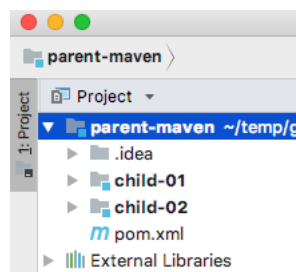 parent-maven
1: Project
Project
parent-maven ~/temp/g
.idea
child-01
child-02
m pom.xml
External Libraries